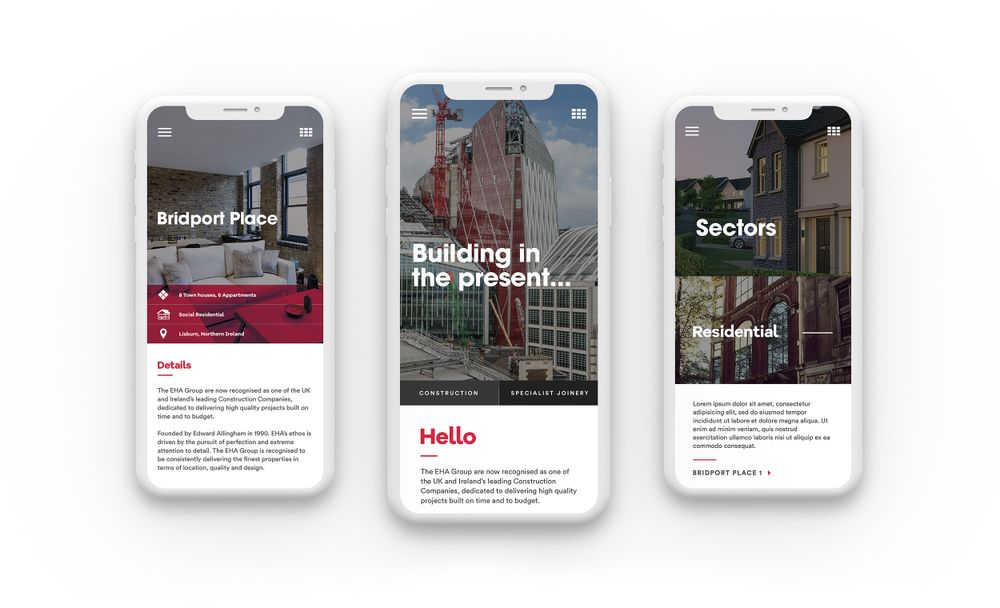 Bridport Place
8 Town houses, 6 Appartments
Social Residential
Lisburn, Northern Ireland
Details
The EHA Group are now recognised as one of the UK
and Ireland's leading Construction Companies,
dedicated to delivering high quality projects built on
time and to budget.
Founded by Edward Allingham in 1990. EHA's ethos is
driven by the pursuit of perfection and extreme
attention to detail. The EHA Group is recognised to
be consistently delivering the finest properties in
terms of location, quality and design.
Building in
the present...
CONSTRUCTION
SPECIALIST JOINERY
Hello
The EHA Group are now recognised as one of
the UK and Ireland's leading Construction
Companies, dedicated to delivering high quality
projects built on time and to budget.
Sectors
Residential
Lorem ipsum dolor sit amet, consectetur
adipisicing elit, sed do eiusmod tempor
incididunt ut labore et dolore magna aliqua. Ut
enim ad minim veniam, quis nostrud
exercitation ullamco laboris nisi ut aliquip ex ea
commodo consequat.
BRIDPORT PLACE 1